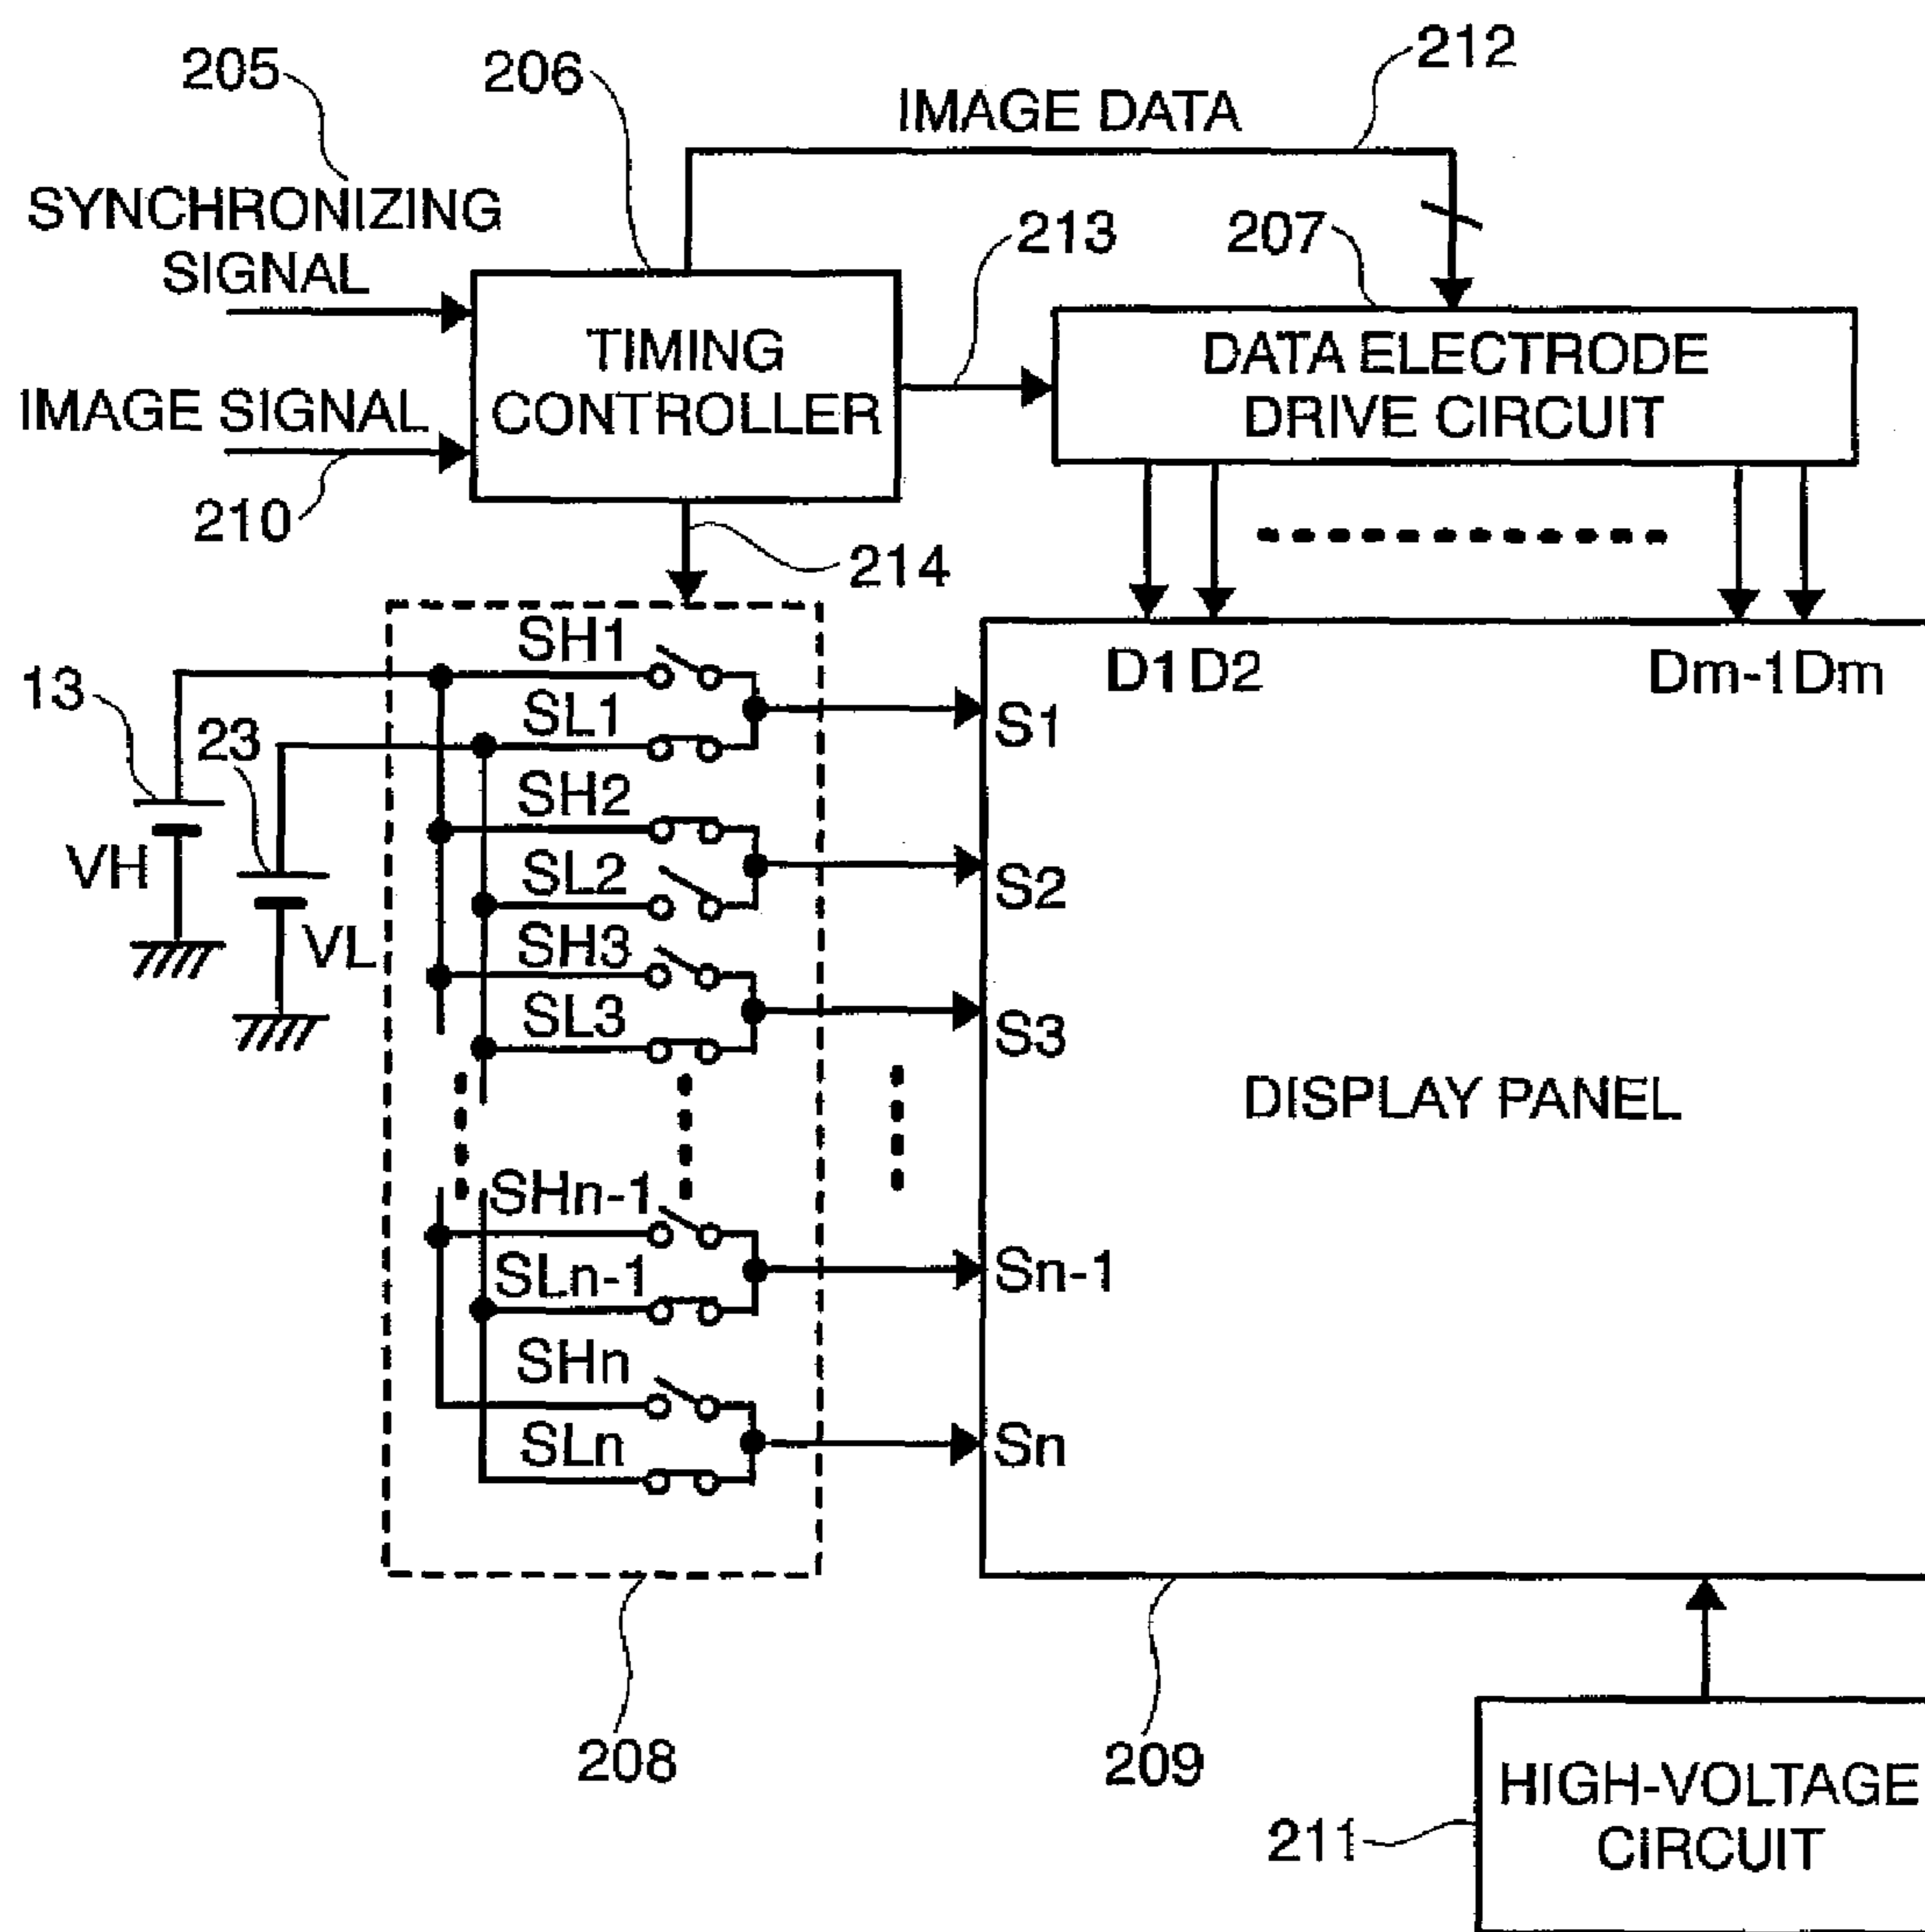 205
206
212
IMAGE DATA
SYNCHRONIZING
SIGNAL
213
207
TIMING
CONTROLLER
DATA ELECTRODE
DRIVE CIRCUIT
IMAGE SIGNAL
210
214
SH1
D1 D2
Dm-1 Dm
13
SL1
S1
23
SH2
VH
SL2
S2
SH3
VL
SL3
S3
DISPLAY PANEL
SHn-1
SLn-1
Sn-1
SHn
SLn
Sn
208
209
HIGH-VOLTAGE
CIRCUIT
211